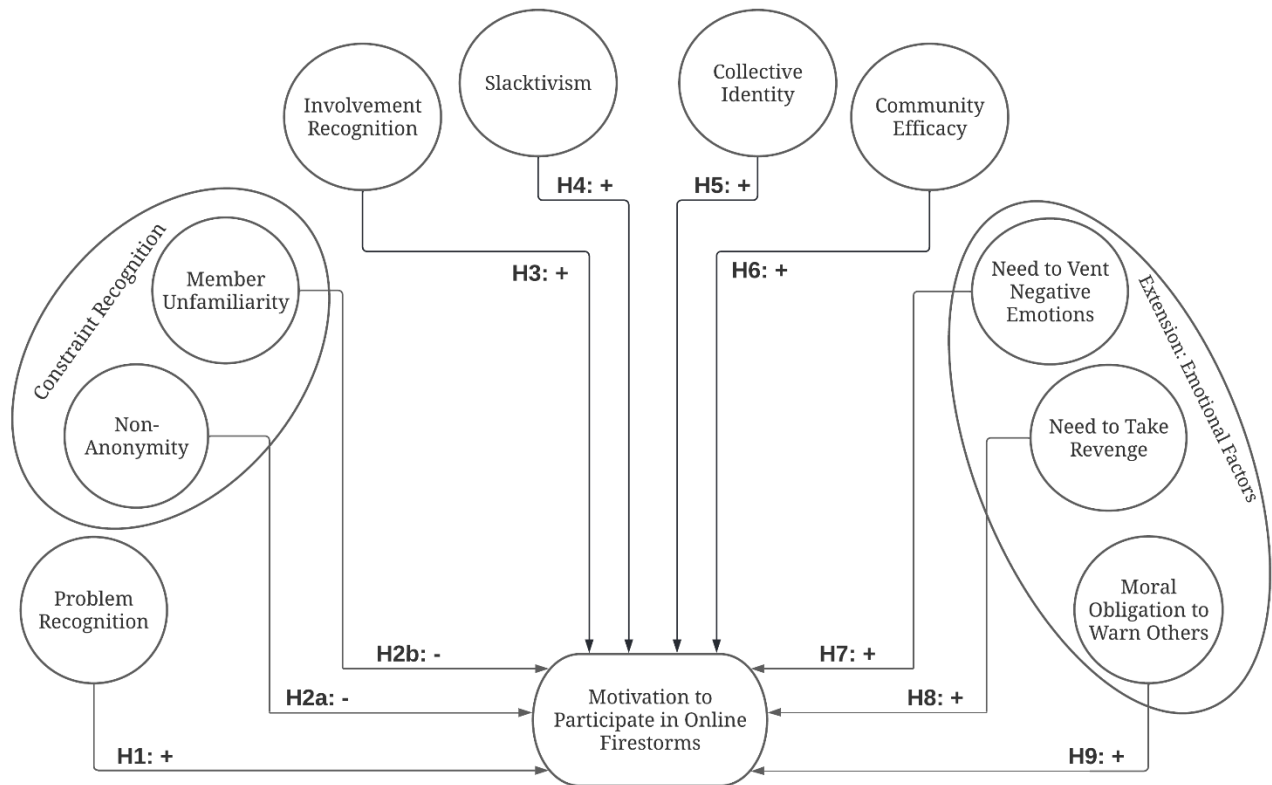 Involvement
Recognition
Slacktivism
Collective
Identity
Community
Efficacy
H4: +
H5: +
H3: +
H6: +
Constraint Recognition
Member
Unfamiliarity
Non-
Anonymity
Need to Vent
Negative
Emotions
Extension: Emotional Factors
Need to Take
Revenge
Problem
Recognition
Moral
Obligation to
Warn Others
H2b: -
H7: +
H2a: -
H8: +
Motivation to
Participate in Online
Firestorms
H1: +
H9: +